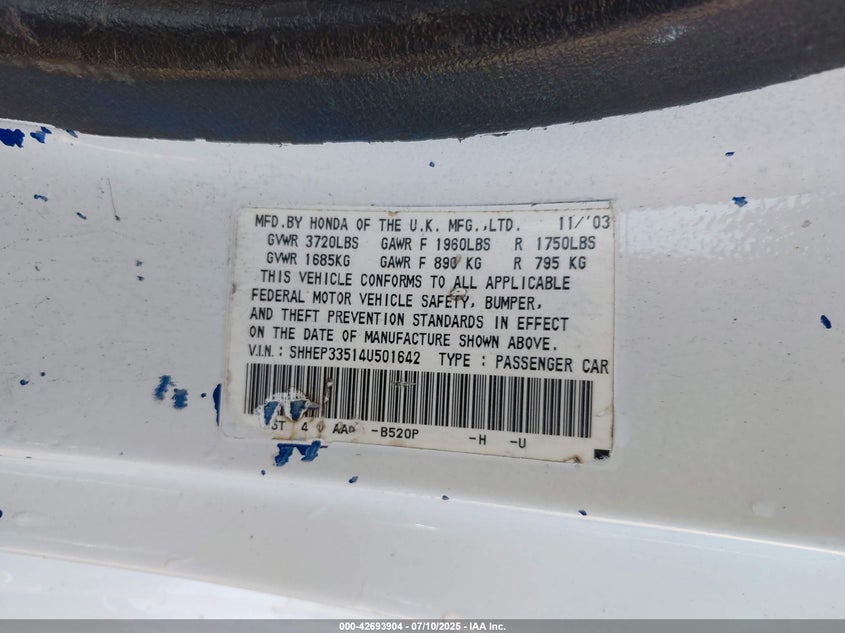 MFD.BY HONDA OF THE U.K. MFG.,LTD. 11/'03
GVWR 3720LBS GAWR F 1960LBS R 1750LBS
GVWR 1685KG GAWR F 890 KG R 795 KG
THIS VEHICLE CONFORMS TO ALL APPLICABLE
FEDERAL MOTOR VEHICLE SAFETY, BUMPER,
AND THEFT PREVENTION STANDARDS IN EFFECT
ON THE DATE OF MANUFACTURE SHOWN ABOVE.
V.I.N.: SHHEP33514U501642 TYPE : PASSENGER CAR
4 -B520P -H -U
000-42693904 | 07/10/2025 | IAA Inc.